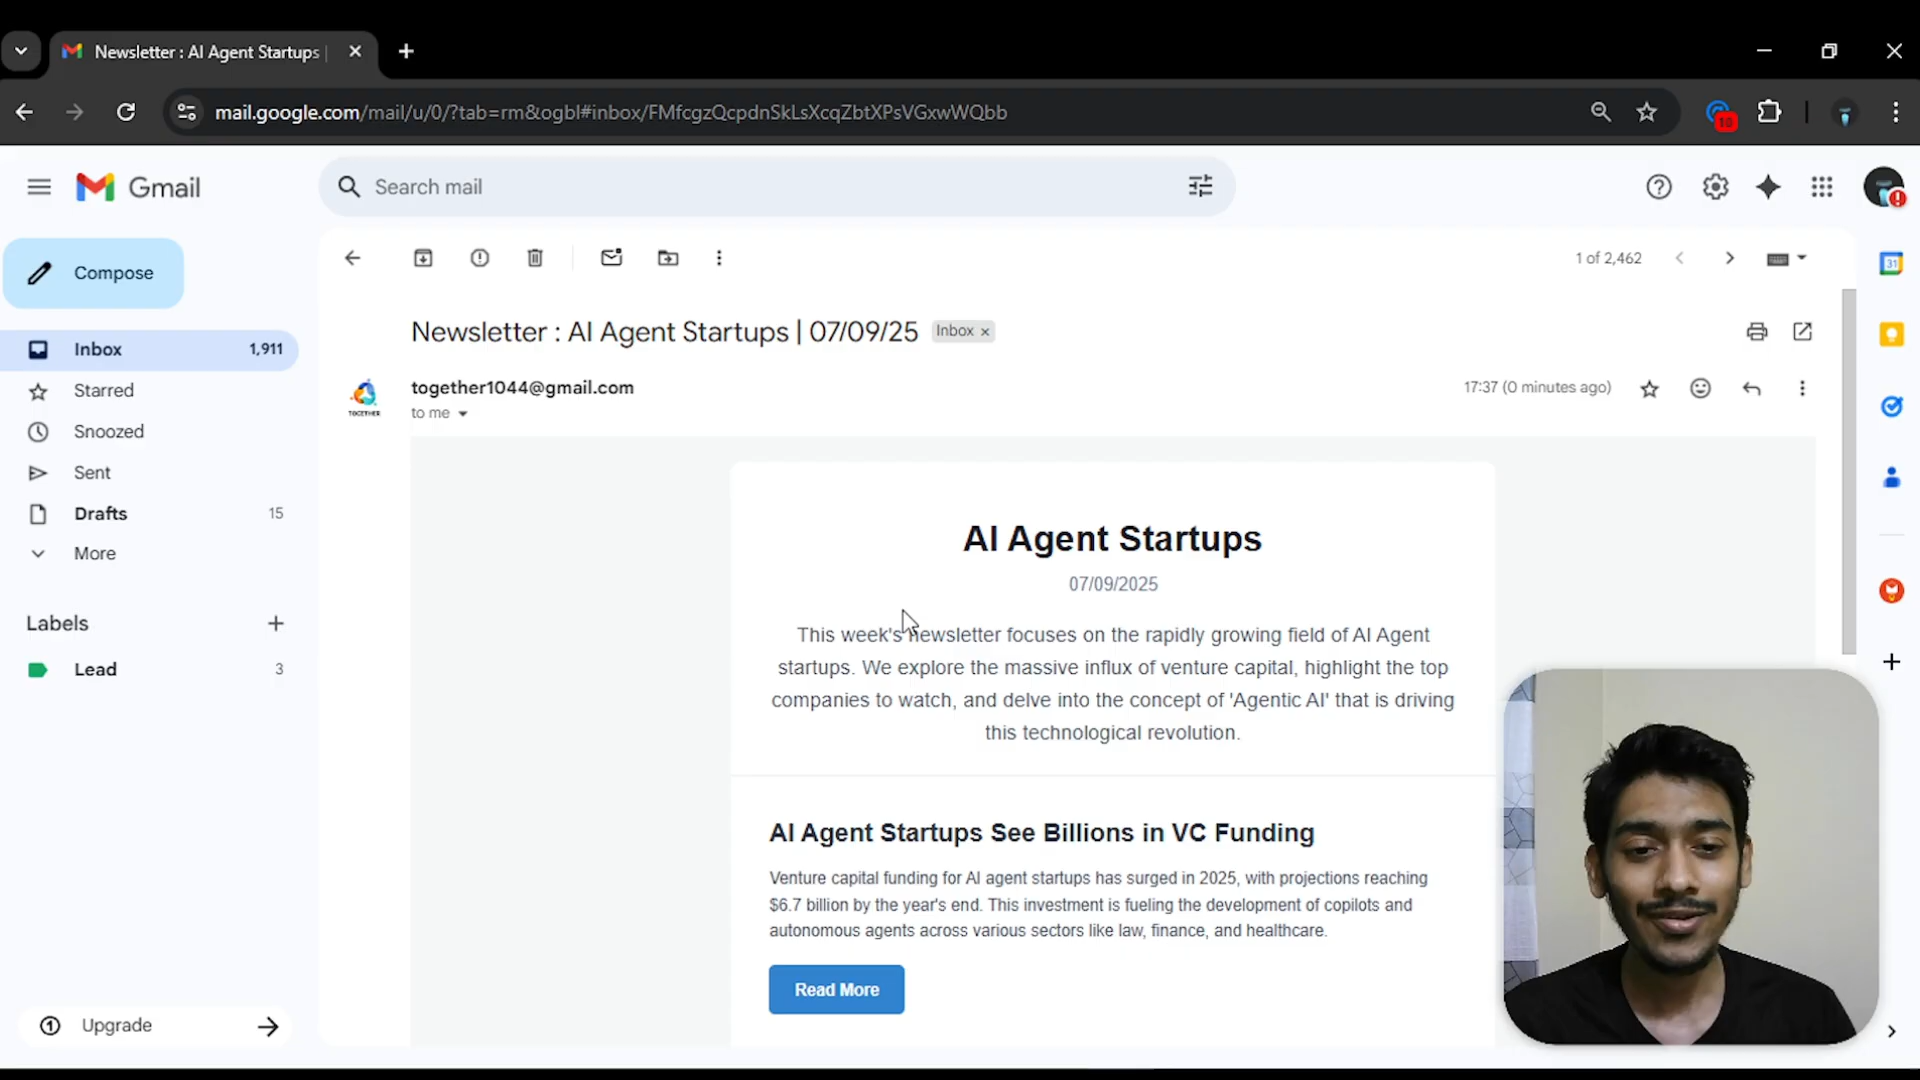 Newsletter : AI Agent Startups |
mail.google.com/mail/u/0/?tab=rm&ogbl#inbox/FMfcgzQcpdnSkLsXcqZbtXPsVGxwWQbb
10
Gmail
Search mail
Compose
1 of 2,462
Inbox 1,911
Starred
Snoozed
Sent
Drafts 15
More
Labels
Lead 3
Upgrade
Newsletter : AI Agent Startups | 07/09/25 Inbox
TOGETHER
together1044@gmail.com
17:37 (0 minutes ago)
to me
31
AI Agent Startups
07/09/2025
This week's newsletter focuses on the rapidly growing field of AI Agent
startups. We explore the massive influx of venture capital, highlight the top
companies to watch, and delve into the concept of 'Agentic AI' that is driving
this technological revolution.
AI Agent Startups See Billions in VC Funding
Venture capital funding for AI agent startups has surged in 2025, with projections reaching
$6.7 billion by the year's end. This investment is fueling the development of copilots and
autonomous agents across various sectors like law, finance, and healthcare.
Read More